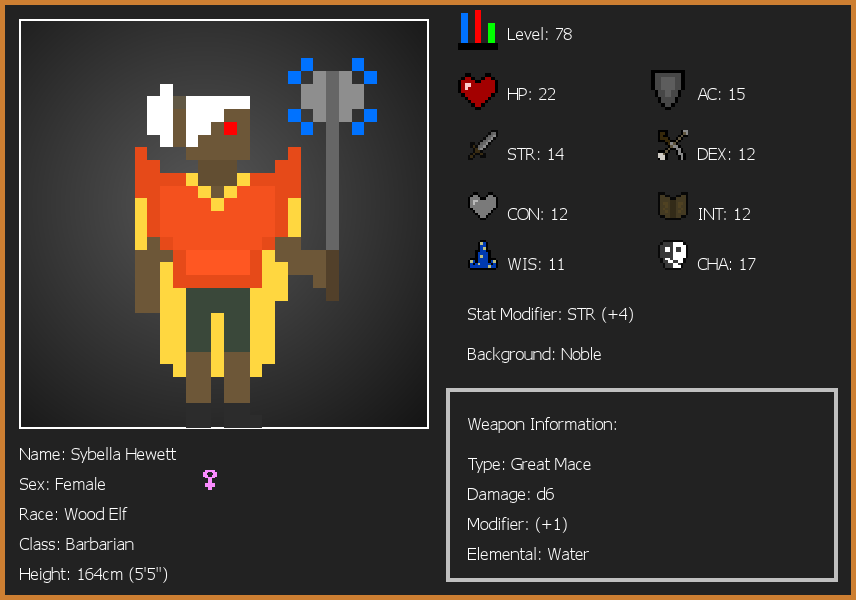 Level: 78
HP: 22
AC: 15
STR: 14
DEX: 12
CON: 12
INT: 12
WIS: 11
CHA: 17
Stat Modifier: STR (+4)
Background: Noble
Weapon Information:
Type: Great Mace
Damage: d6
Modifier: (+1)
Elemental: Water
Name: Sybella Hewett
Sex: Female
Race: Wood Elf
Class: Barbarian
Height: 164cm (5'5")